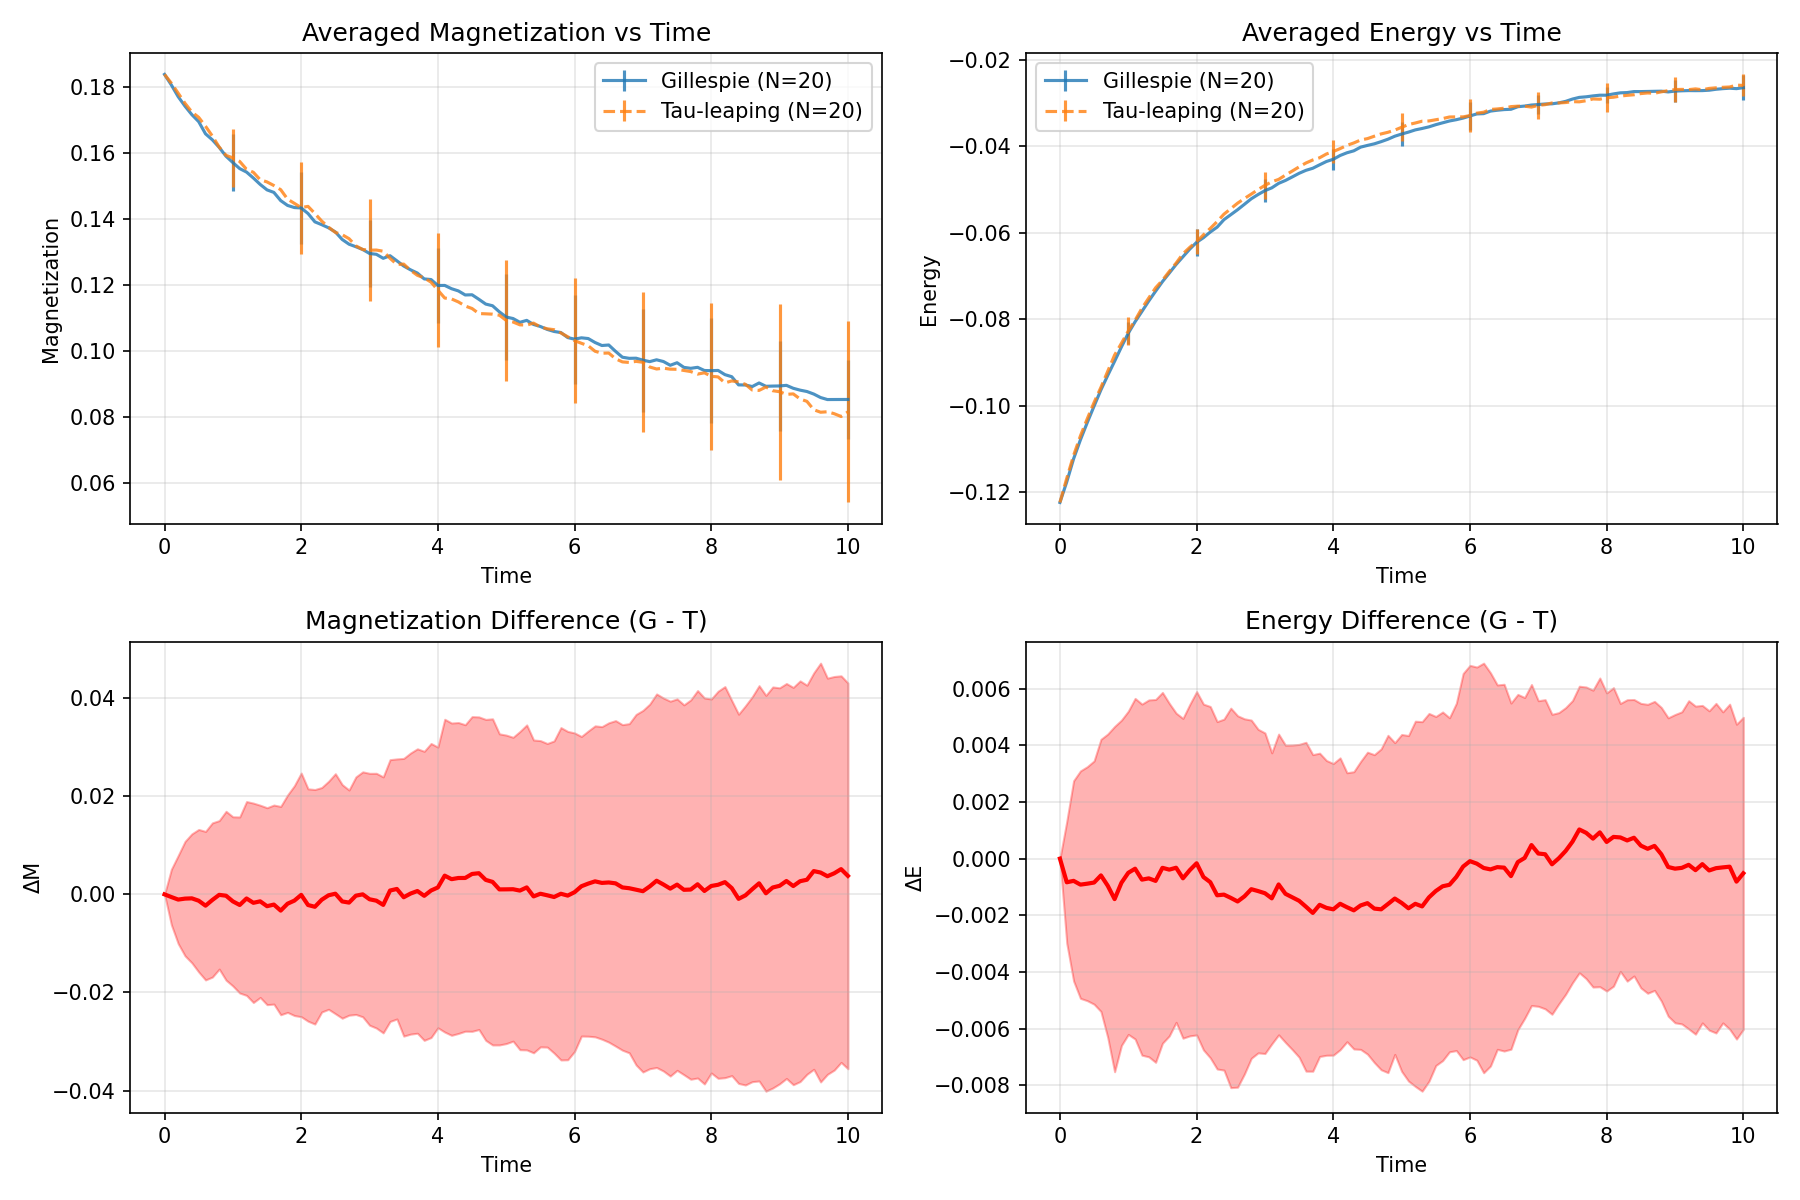 Averaged Magnetization vs Time
Magnetization
0.18
0.16
0.14
0.12
0.10
0.08
0.06
Gillespie (N=20)
Tau-leaping (N=20)
0 2 4 6 8 10
Time
Averaged Energy vs Time
Energy
−0.02
−0.04
−0.06
−0.08
−0.10
−0.12
Gillespie (N=20)
Tau-leaping (N=20)
0 2 4 6 8 10
Time
Magnetization Difference (G - T)
ΔM
0.04
0.02
0.00
−0.02
−0.04
0 2 4 6 8 10
Time
Energy Difference (G - T)
ΔE
0.006
0.004
0.002
0.000
−0.002
−0.004
−0.006
−0.008
0 2 4 6 8 10
Time